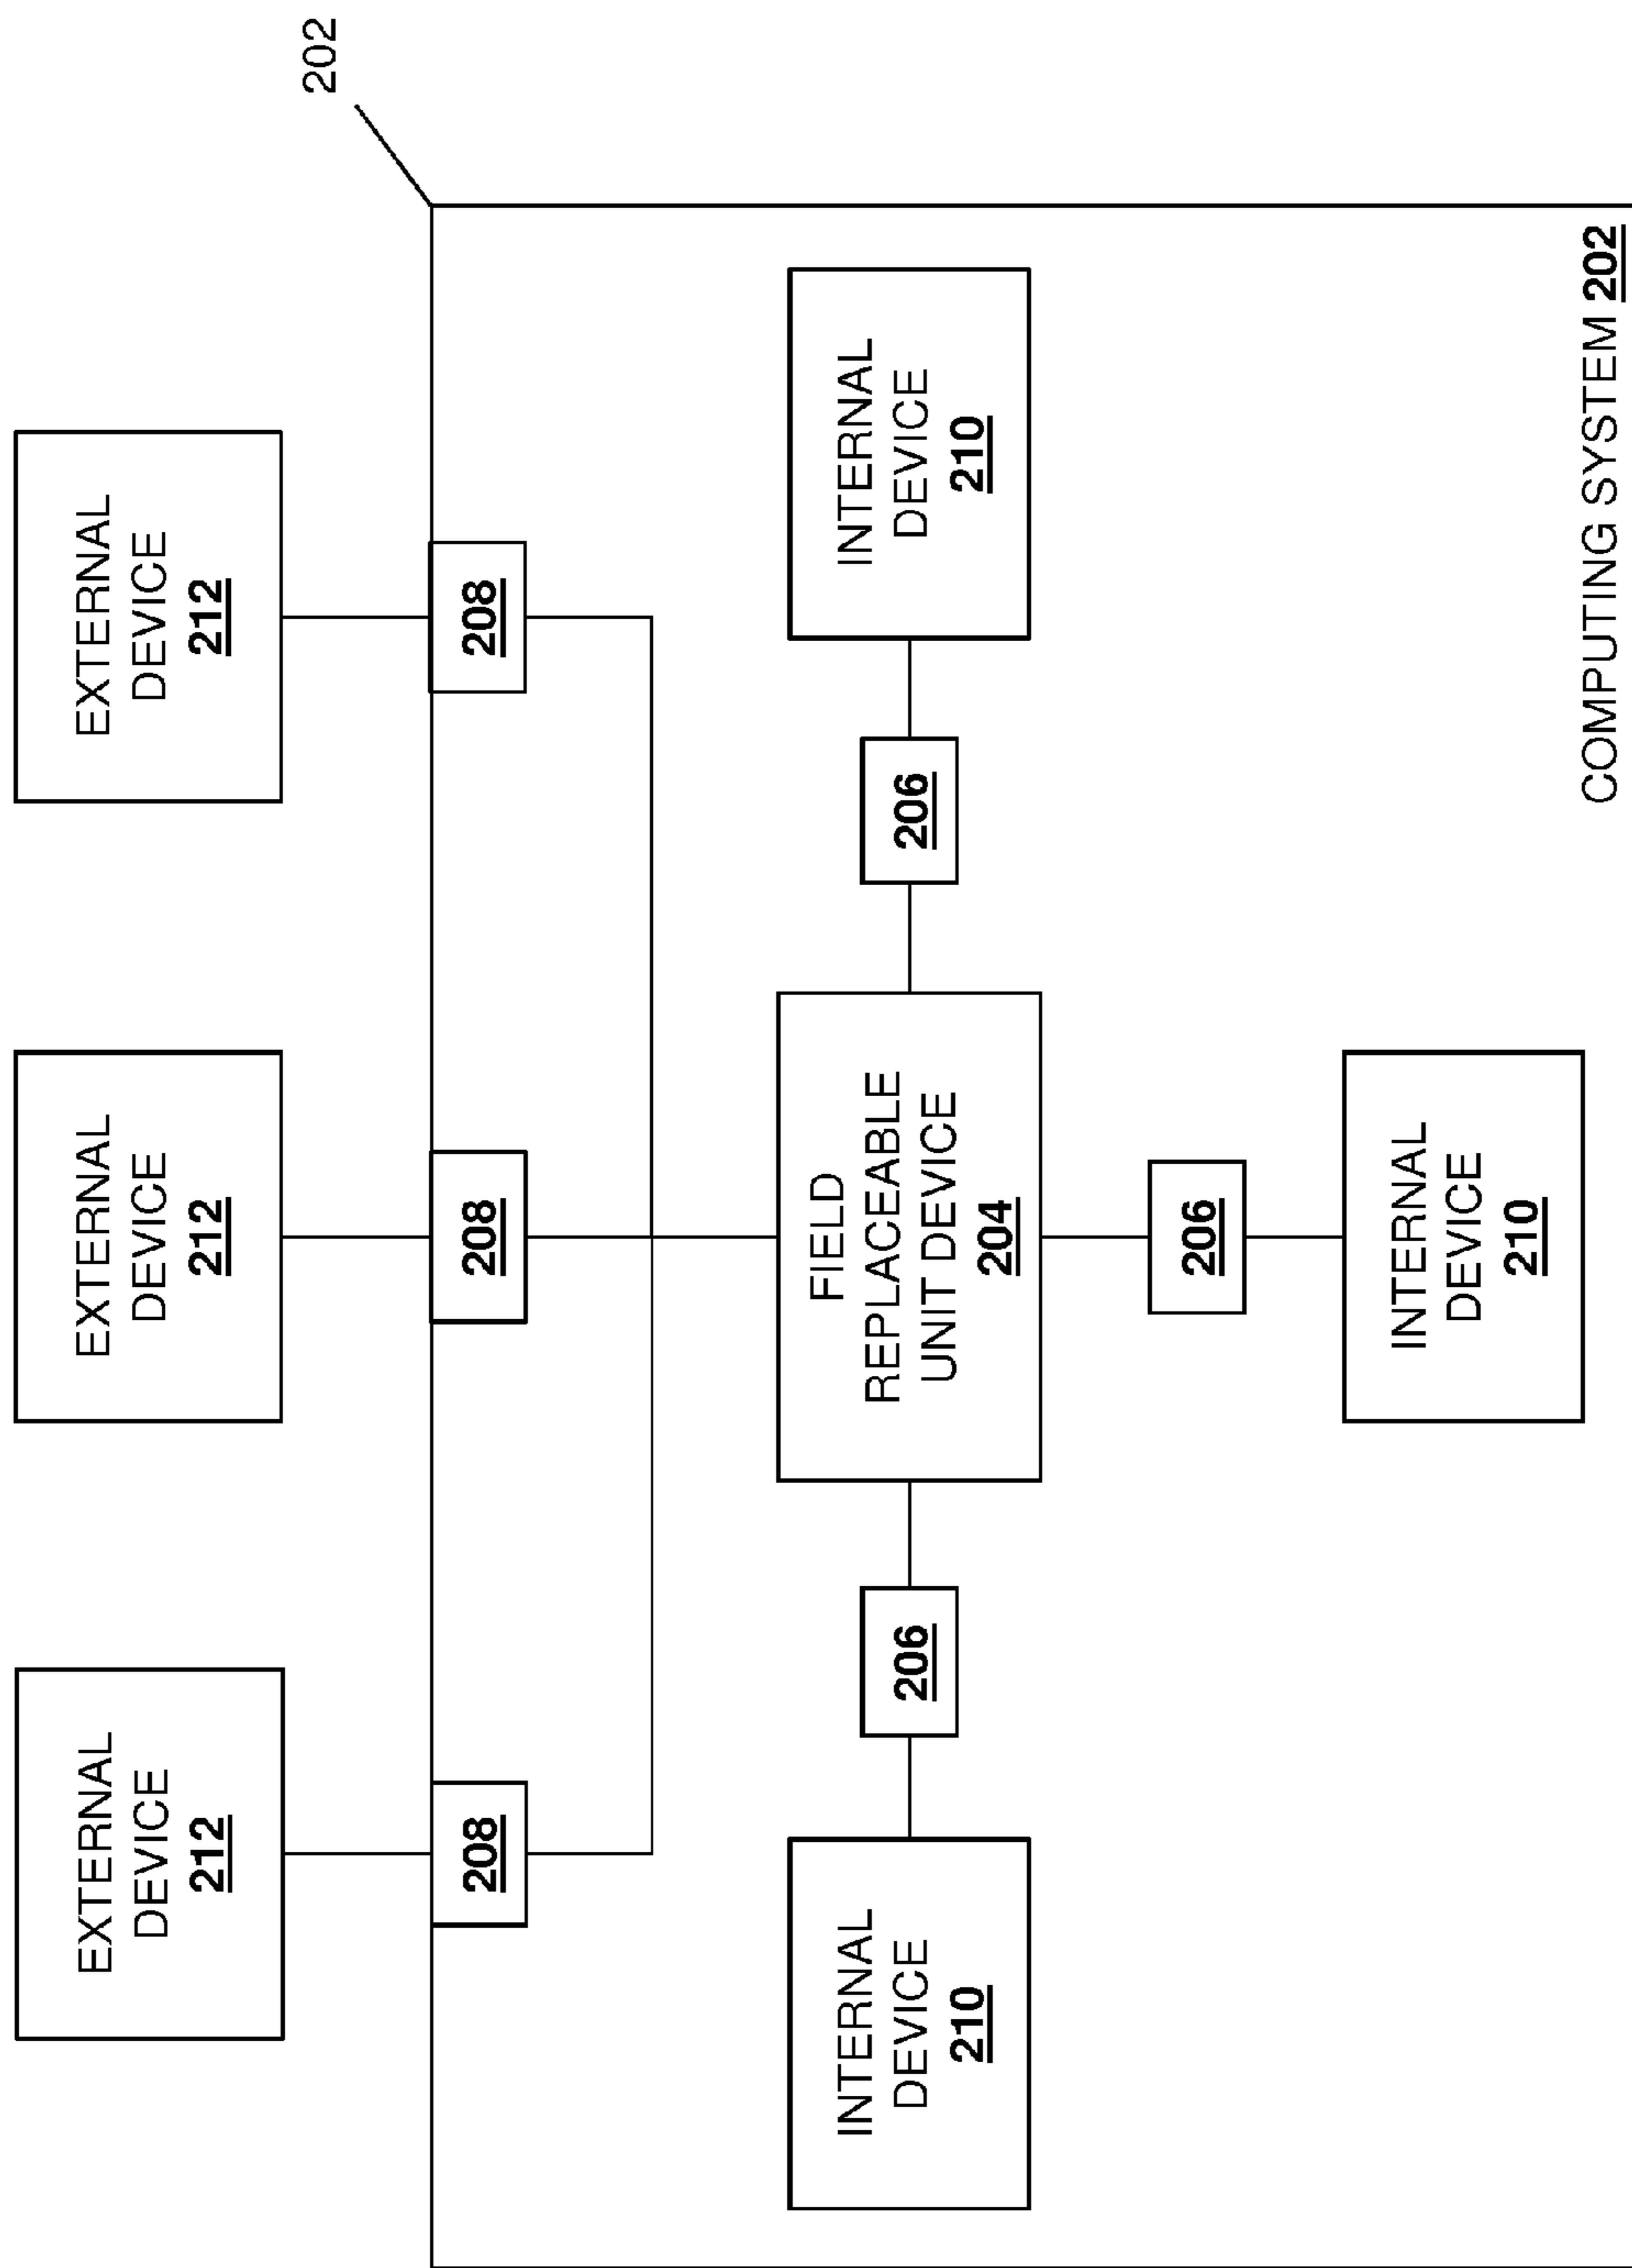 EXTERNAL
DEVICE
212
EXTERNAL
DEVICE
212
EXTERNAL
DEVICE
212
202
208
208
208
INTERNAL
DEVICE
210
206
FIELD
REPLACEABLE
UNIT DEVICE
204
206
INTERNAL
DEVICE
210
206
INTERNAL
DEVICE
210
COMPUTING SYSTEM 202